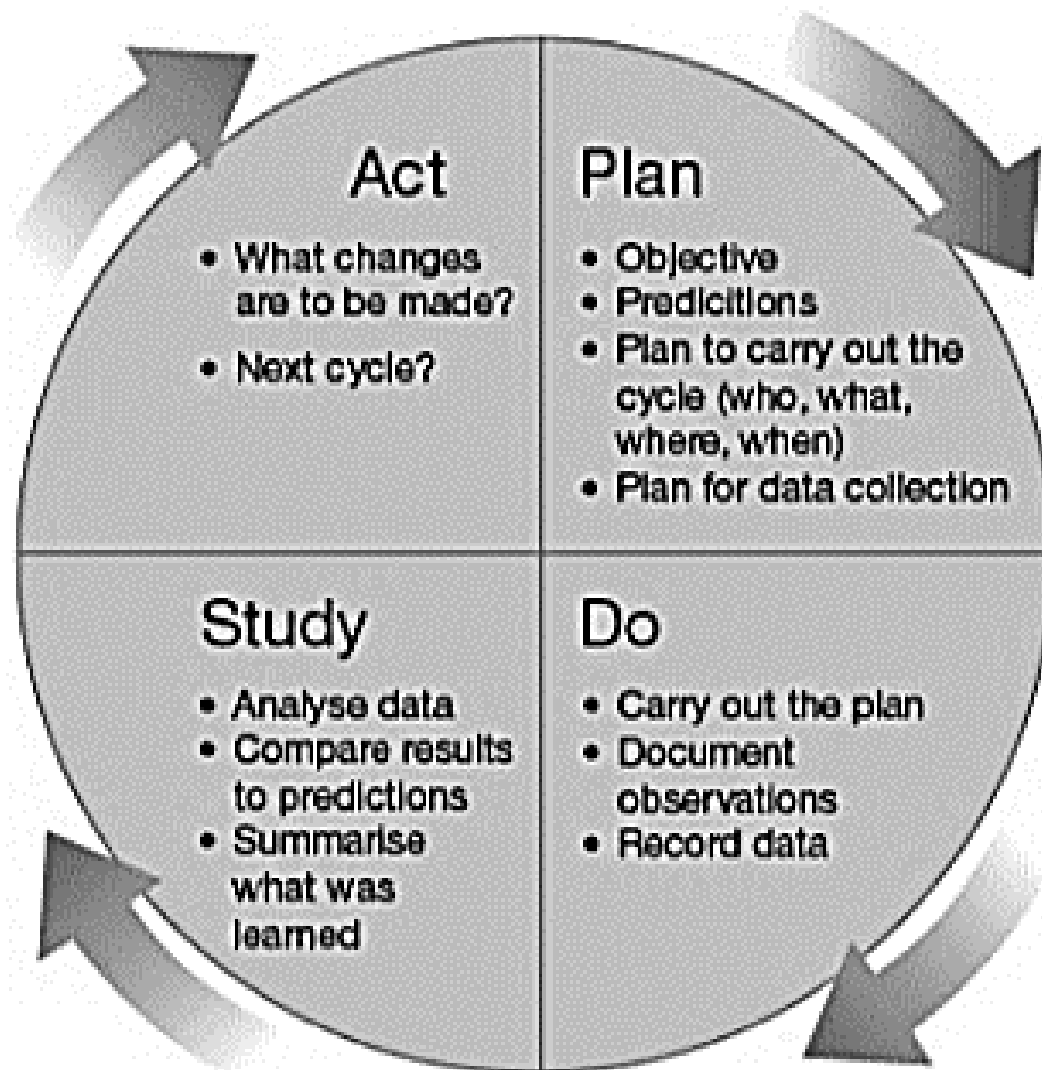 Act
• What changes
are to be made?
• Next cycle?
Plan
• Objective
• Predicitions
• Plan to carry out the
cycle (who, what,
where, when)
• Plan for data collection
Study
• Analyse data
• Compare results
to predictions
• Summarise
what was
learned
Do
• Carry out the plan
• Document
observations
• Record data